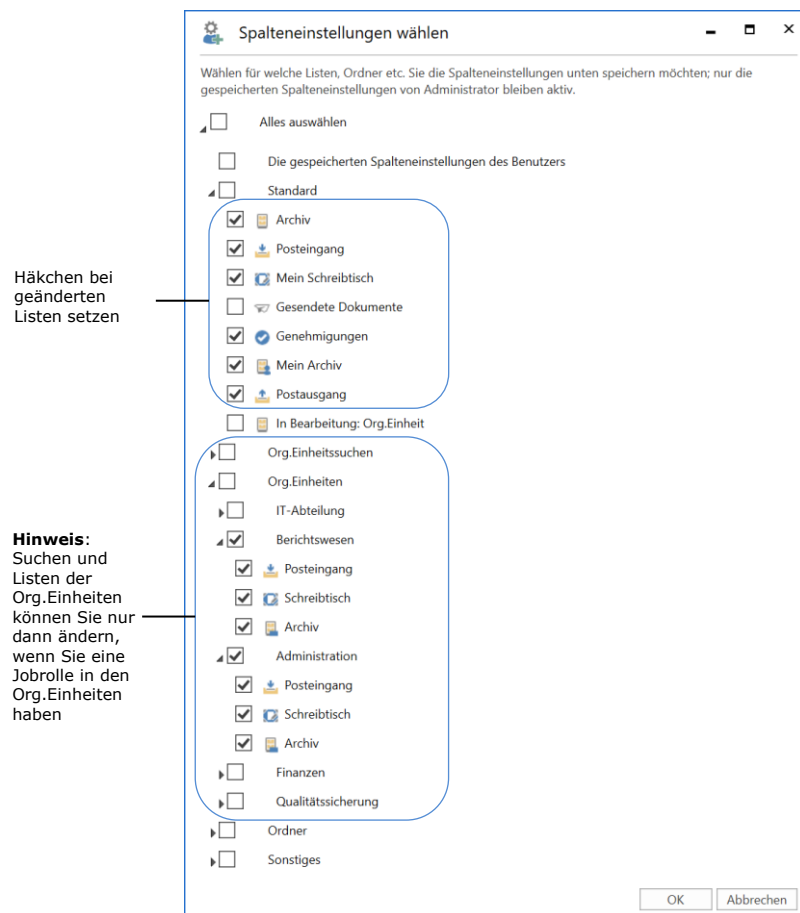 Spalteneinstellungen wählen
Wählen für welche Listen, Ordner etc. Sie die Spalteneinstellungen unten speichern möchten; nur die
gespeicherten Spalteneinstellungen von Administrator bleiben aktiv.
Alles auswählen
Die gespeicherten Spalteneinstellungen des Benutzers
Standard
Archiv
Posteingang
Mein Schreibtisch
Gesendete Dokumente
Genehmigungen
Mein Archiv
Postausgang
In Bearbeitung: Org.Einheit
Häkchen bei
geänderten
Listen setzen
Org.Einheitssuchen
Org.Einheiten
IT-Abteilung
Berichtswesen
Posteingang
Schreibtisch
Archiv
Administration
Posteingang
Schreibtisch
Archiv
Finanzen
Qualitätssicherung
Hinweis:
Suchen und
Listen der
Org.Einheiten
können Sie nur
dann ändern,
wenn Sie eine
Jobrolle in den
Org.Einheiten
haben
Ordner
Sonstiges
OK
Abbrechen